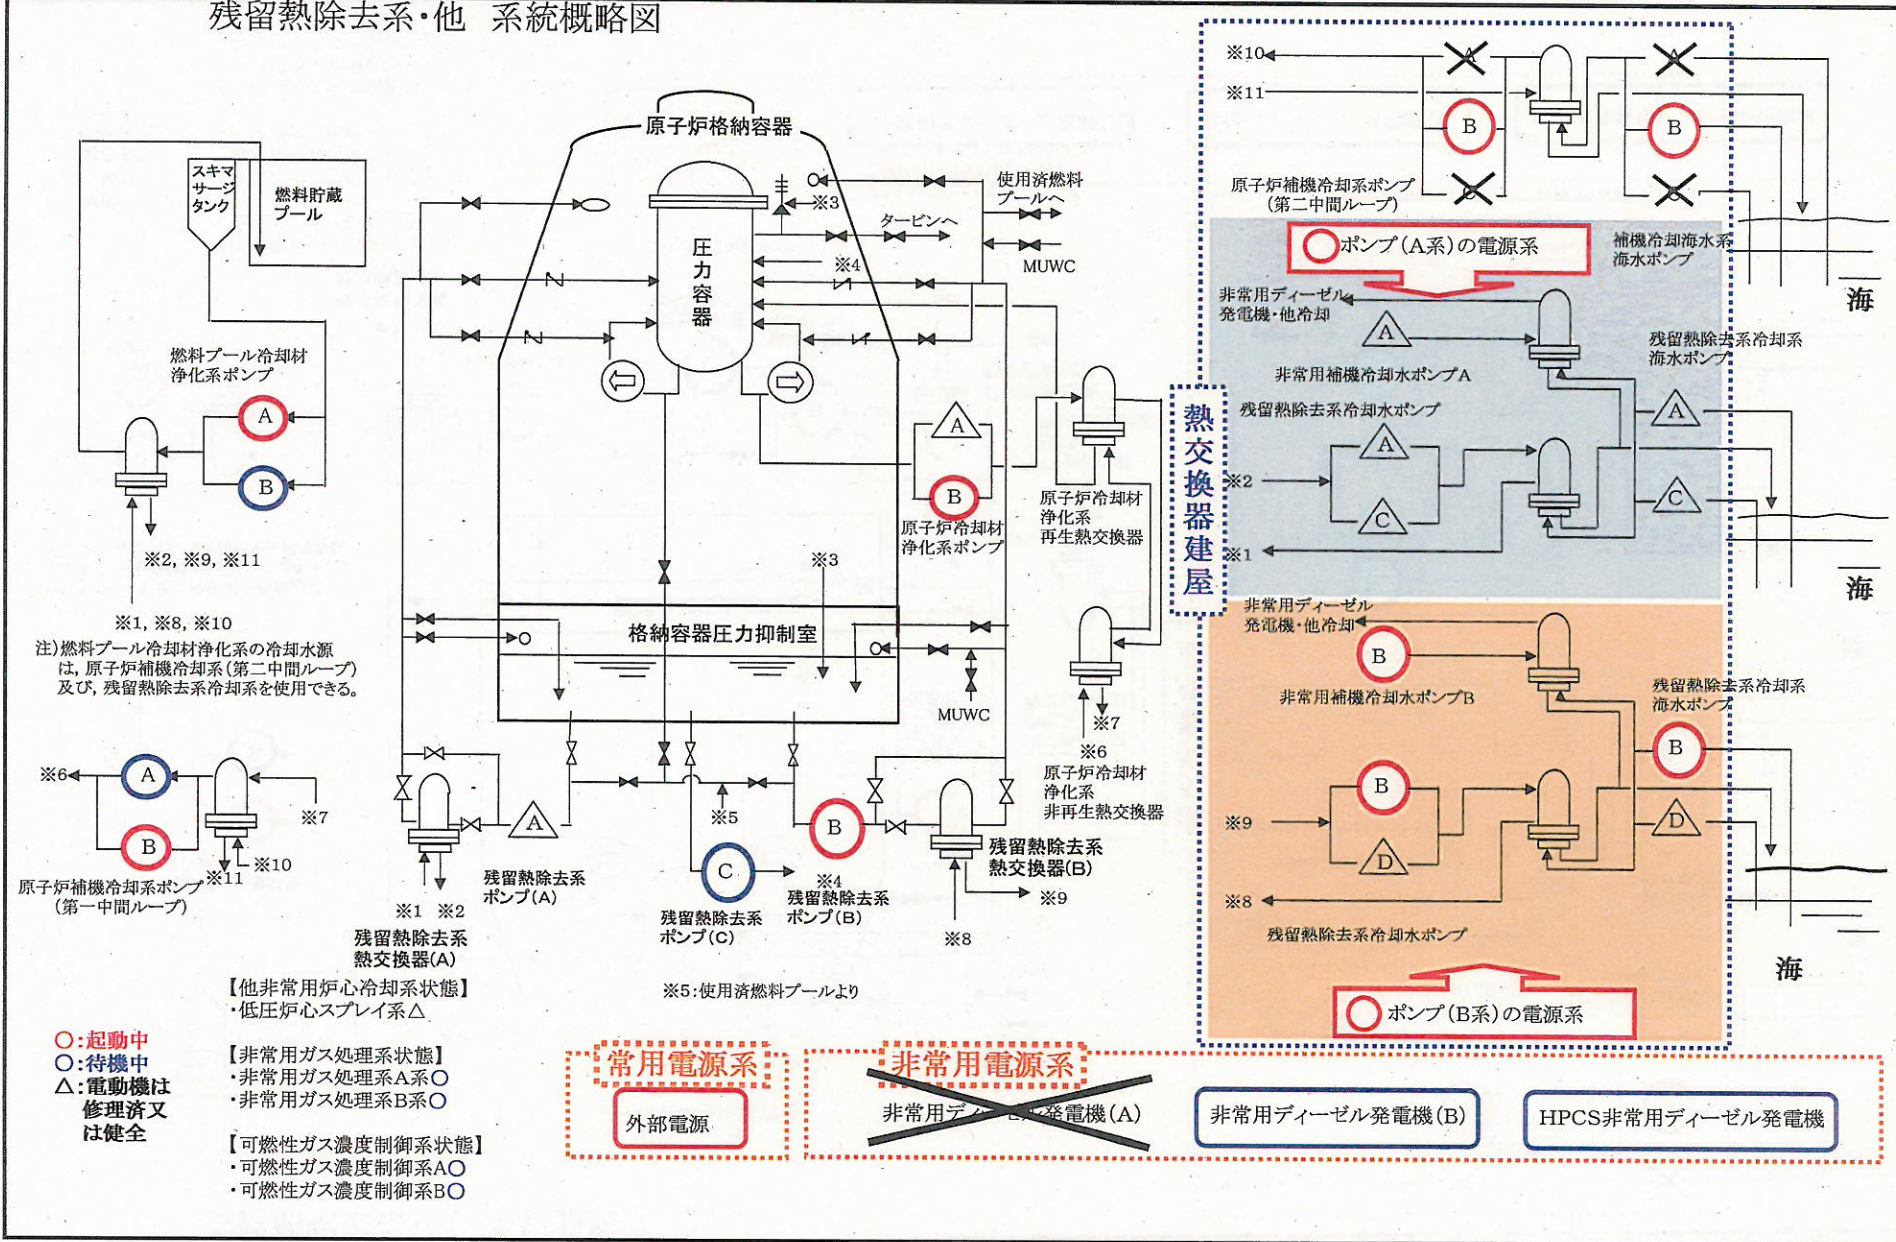 残留熱除去系・他 系統概略図
スキマ
サージ
タンク
燃料貯蔵
プール
燃料プール冷却材
浄化系ポンプ
A
B
※2, ※9, ※11
※1, ※8, ※10
注)燃料プール冷却材浄化系の冷却水源
は, 原子炉補機冷却系(第二中間ループ)
及び, 残留熱除去系冷却系を使用できる。
※6
A
B
※7
※10
※11
原子炉補機冷却系ポンプ
(第一中間ループ)
原子炉格納容器
圧力容器
※3
使用済燃料
プールへ
タービンへ
MUWC
※4
A
B
原子炉冷却材
浄化系ポンプ
原子炉冷却材
浄化系
再生熱交換器
※3
格納容器圧力抑制室
MUWC
※7
※6
原子炉冷却材
浄化系
非再生熱交換器
A
※1 ※2
残留熱除去系
熱交換器(A)
残留熱除去系
ポンプ(A)
※5
C
残留熱除去系
ポンプ(C)
B
※4
残留熱除去系
ポンプ(B)
残留熱除去系
熱交換器(B)
※9
※8
※5:使用済燃料プールより
熱交換器建屋
※10
※11
A
B
C
A
B
C
原子炉補機冷却系ポンプ
(第二中間ループ)
補機冷却海水系
海水ポンプ
海
○ポンプ(A系)の電源系
非常用ディーゼル
発電機・他冷却
A
非常用補機冷却水ポンプA
残留熱除去系冷却系
海水ポンプ
残留熱除去系冷却水ポンプ
A
A
※2
C
C
※1
海
非常用ディーゼル
発電機・他冷却
B
非常用補機冷却水ポンプB
残留熱除去系冷却系
海水ポンプ
B
B
※9
D
D
※8
残留熱除去系冷却水ポンプ
海
○ポンプ(B系)の電源系
【他非常用炉心冷却系状態】
・低圧炉心スプレイ系△
【非常用ガス処理系状態】
・非常用ガス処理系A系○
・非常用ガス処理系B系○
【可燃性ガス濃度制御系状態】
・可燃性ガス濃度制御系A○
・可燃性ガス濃度制御系B○
○:起動中
○:待機中
△:電動機は
修理済又
は健全
常用電源系
外部電源
非常用電源系
非常用ディーゼル発電機(A)
非常用ディーゼル発電機(B)
HPCS非常用ディーゼル発電機